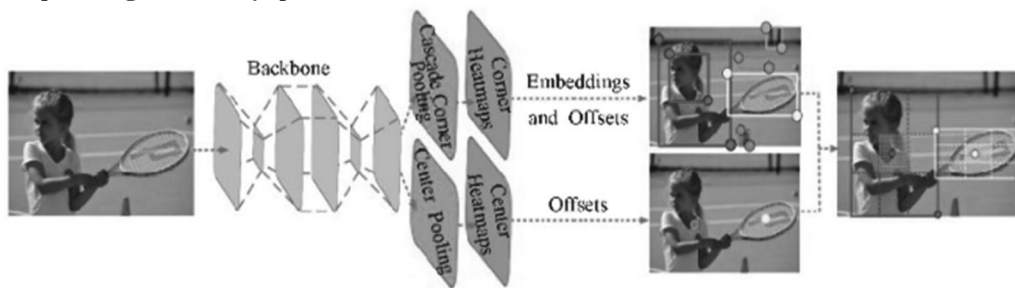 Backbone
Cascade Corner
Pooling
Corner
Heatmaps
Embeddings
and Offsets
Center Pooling
Center
Heatmaps
Offsets